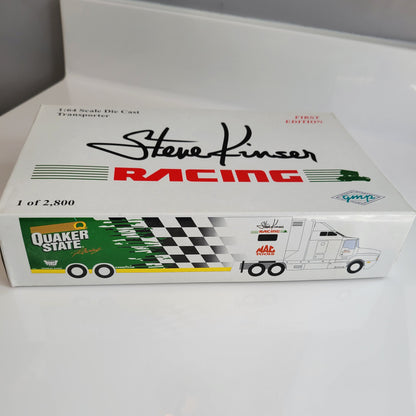 1/64 Scale Die Cast
Transporter
FIRST
EDITION
Steve Kinser
RACING
1 of 2,800
gmp
QUAKER
STATE
Racing
Steve Kinser
RACING
MAC
TOOLS